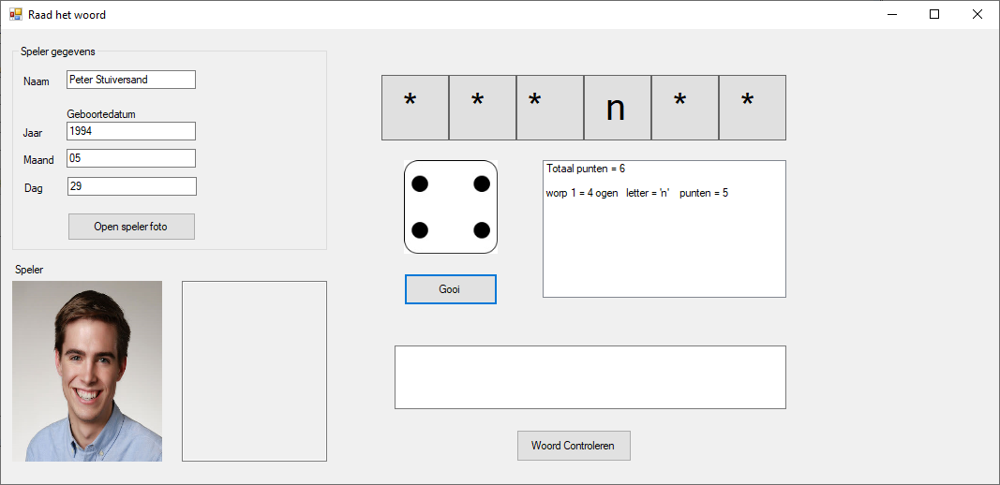 Raad het woord
Speler gegevens
Naam Peter Stuiversand
Geboortedatum
Jaar 1994
Maand 05
Dag 29
Open speler foto
Speler
* * * n * *
Totaal punten = 6
worp 1 = 4 ogen letter = 'n' punten = 5
Gooi
Woord Controleren